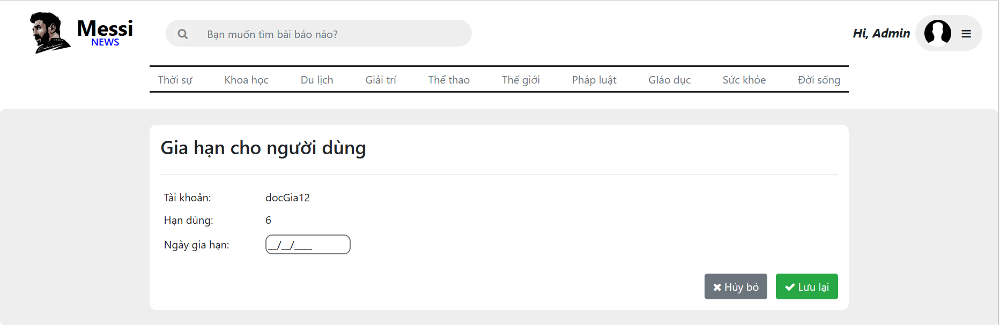 Messi
NEWS
Bạn muốn tìm bài báo nào?
Hi, Admin
Thời sự Khoa học Du lịch Giải trí Thể thao Thế giới Pháp luật GIáo dục Sức khỏe Đời sống
Gia hạn cho người dùng
Tài khoản: docGia12
Hạn dùng: 6
Ngày gia hạn: __/__/____
Hủy bỏ Lưu lại